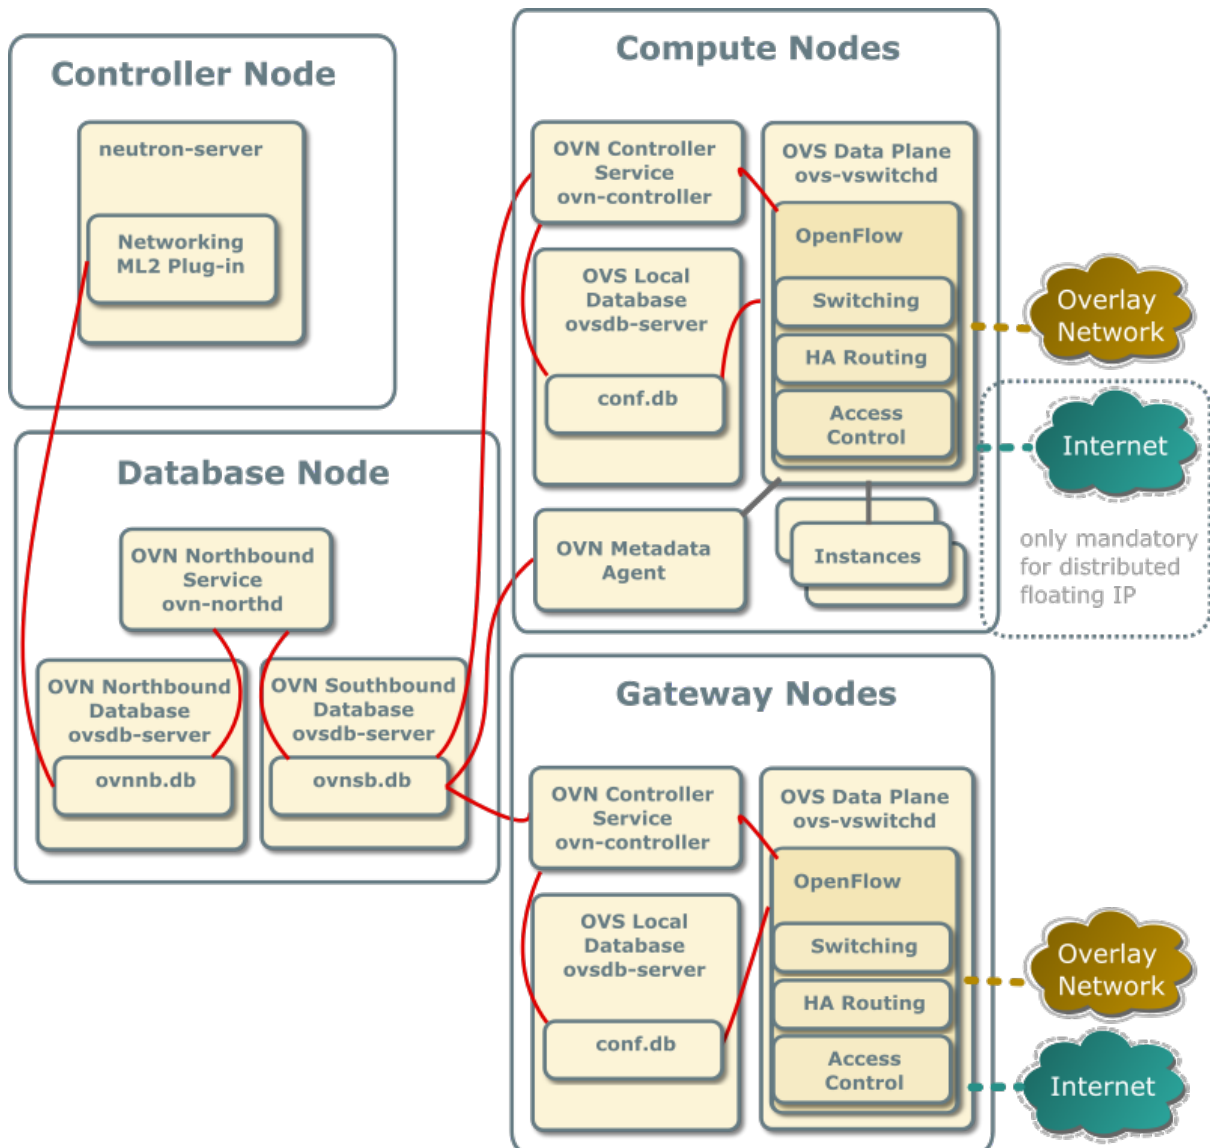 Controller Node
neutron-server
Networking
ML2 Plug-in
Database Node
OVN Northbound
Service
ovn-northd
OVN Northbound
Database
ovsdb-server
ovnnb.db
OVN Southbound
Database
ovsdb-server
ovnsb.db
Compute Nodes
OVN Controller
Service
ovn-controller
OVS Local
Database
ovsdb-server
conf.db
OVN Metadata
Agent
OVS Data Plane
ovs-vswitchd
OpenFlow
Switching
HA Routing
Access
Control
Instances
Overlay
Network
Internet
only mandatory
for distributed
floating IP
Gateway Nodes
OVN Controller
Service
ovn-controller
OVS Local
Database
ovsdb-server
conf.db
OVS Data Plane
ovs-vswitchd
OpenFlow
Switching
HA Routing
Access
Control
Overlay
Network
Internet